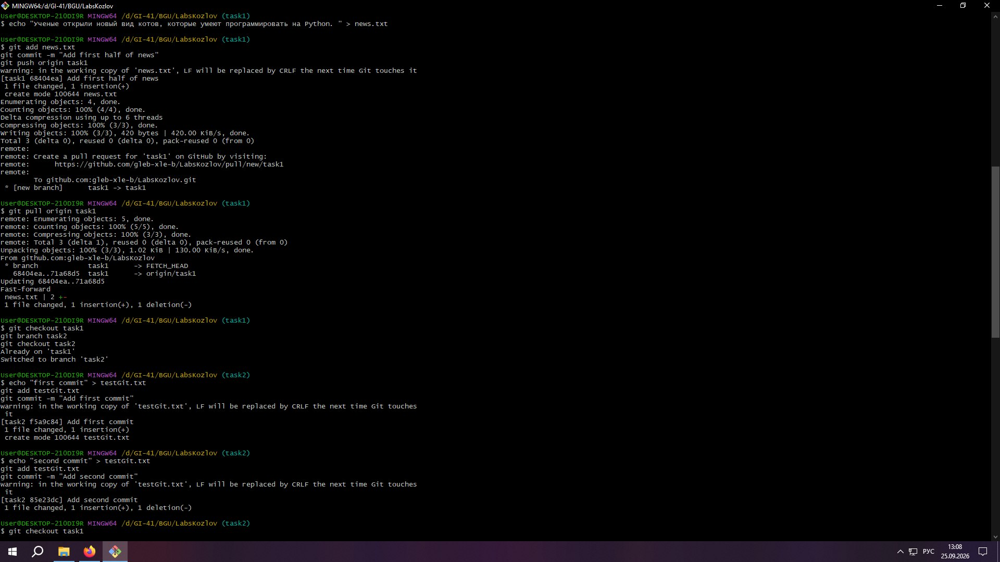 MINGW64:/d/GI-41/BGU/LabsKozlov
User@DESKTOP-21ODI9R MINGW64 /d/GI-41/BGU/LabsKozlov (task1)
$ echo "Ученые открыли новый вид котов, которые умеют программировать на Python. " > news.txt
User@DESKTOP-21ODI9R MINGW64 /d/GI-41/BGU/LabsKozlov (task1)
$ git add news.txt
git commit -m "Add first half of news"
git push origin task1
warning: in the working copy of 'news.txt', LF will be replaced by CRLF the next time Git touches it
[task1 68404ea] Add first half of news
 1 file changed, 1 insertion(+)
 create mode 100644 news.txt
Enumerating objects: 4, done.
Counting objects: 100% (4/4), done.
Delta compression using up to 6 threads
Compressing objects: 100% (3/3), done.
Writing objects: 100% (3/3), 420 bytes | 420.00 KiB/s, done.
Total 3 (delta 0), reused 0 (delta 0), pack-reused 0 (from 0)
remote:
remote: Create a pull request for 'task1' on GitHub by visiting:
remote:      https://github.com/gleb-xle-b/LabsKozlov/pull/new/task1
remote:
        To github.com:gleb-xle-b/LabsKozlov.git
 * [new branch]      task1 -> task1
User@DESKTOP-21ODI9R MINGW64 /d/GI-41/BGU/LabsKozlov (task1)
$ git pull origin task1
remote: Enumerating objects: 5, done.
remote: Counting objects: 100% (5/5), done.
remote: Compressing objects: 100% (3/3), done.
remote: Total 3 (delta 1), reused 0 (delta 0), pack-reused 0 (from 0)
Unpacking objects: 100% (3/3), 1.02 KiB | 130.00 KiB/s, done.
From github.com:gleb-xle-b/LabsKozlov
 * branch            task1      -> FETCH_HEAD
   68404ea..71a68d5  task1      -> origin/task1
Updating 68404ea..71a68d5
Fast-forward
 news.txt | 2 +-
 1 file changed, 1 insertion(+), 1 deletion(-)
User@DESKTOP-21ODI9R MINGW64 /d/GI-41/BGU/LabsKozlov (task1)
$ git checkout task1
git branch task2
git checkout task2
Already on 'task1'
Switched to branch 'task2'
User@DESKTOP-21ODI9R MINGW64 /d/GI-41/BGU/LabsKozlov (task2)
$ echo "first commit" > testGit.txt
git add testGit.txt
git commit -m "Add first commit"
warning: in the working copy of 'testGit.txt', LF will be replaced by CRLF the next time Git touches
 it
[task2 f5a9c84] Add first commit
 1 file changed, 1 insertion(+)
 create mode 100644 testGit.txt
User@DESKTOP-21ODI9R MINGW64 /d/GI-41/BGU/LabsKozlov (task2)
$ echo "second commit" > testGit.txt
git add testGit.txt
git commit -m "Add second commit"
warning: in the working copy of 'testGit.txt', LF will be replaced by CRLF the next time Git touches
 it
[task2 85e23dc] Add second commit
 1 file changed, 1 insertion(+), 1 deletion(-)
User@DESKTOP-21ODI9R MINGW64 /d/GI-41/BGU/LabsKozlov (task2)
$ git checkout task1
РУС
13:08
25.09.2026